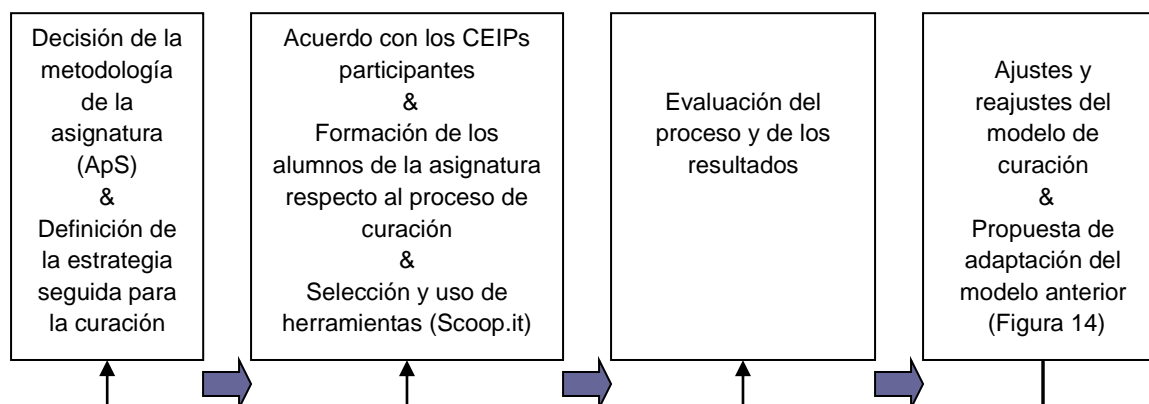 Decisión de la
metodología
de la
asignatura
(ApS)
&
Definición de
la estrategia
seguida para
la curación
Acuerdo con los CEIPs
participantes
&
Formación de los
alumnos de la asignatura
respecto al proceso de
curación
&
Selección y uso de
herramientas (Scoop.it)
Evaluación del
proceso y de los
resultados
Ajustes y
reajustes del
modelo de
curación
&
Propuesta de
adaptación del
modelo anterior
(Figura 14)